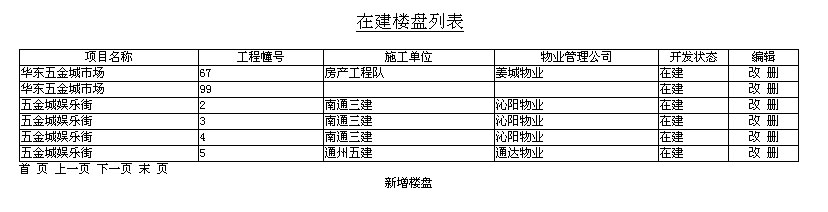 在建楼盘列表
项目名称 工程幢号 施工单位 物业管理公司 开发状态 编辑
华东五金城市场 67 房产工程队 姜城物业 在建 改 删
华东五金城市场 99 在建 改 删
五金城娱乐街 2 南通三建 沁阳物业 在建 改 删
五金城娱乐街 3 南通三建 沁阳物业 在建 改 删
五金城娱乐街 4 南通三建 沁阳物业 在建 改 删
五金城娱乐街 5 通州五建 通达物业 在建 改 删
首 页 上一页 下一页 末 页
新增楼盘